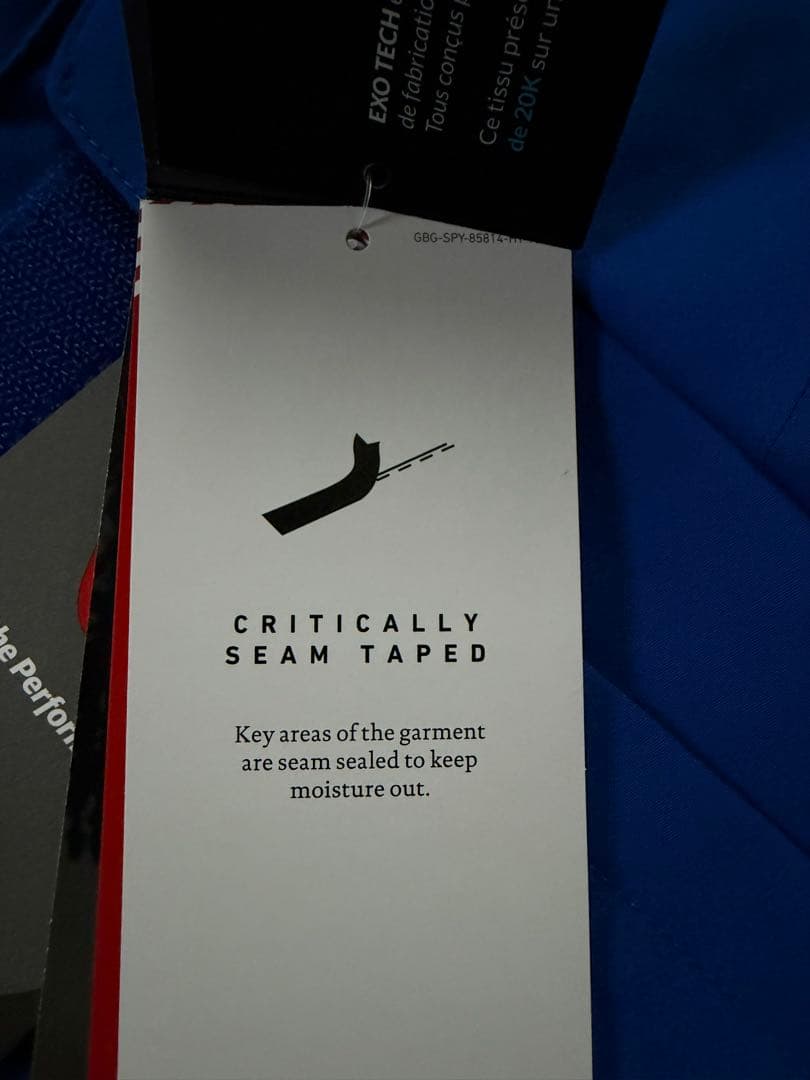 EXO TECH
de fabricatio
Tous conçus
Ce tissu prés
de 20K sur un
GBG-SPY-85814-
CRITICALLY
SEAM TAPED
Key areas of the garment
are seam sealed to keep
moisture out.
he Perfor